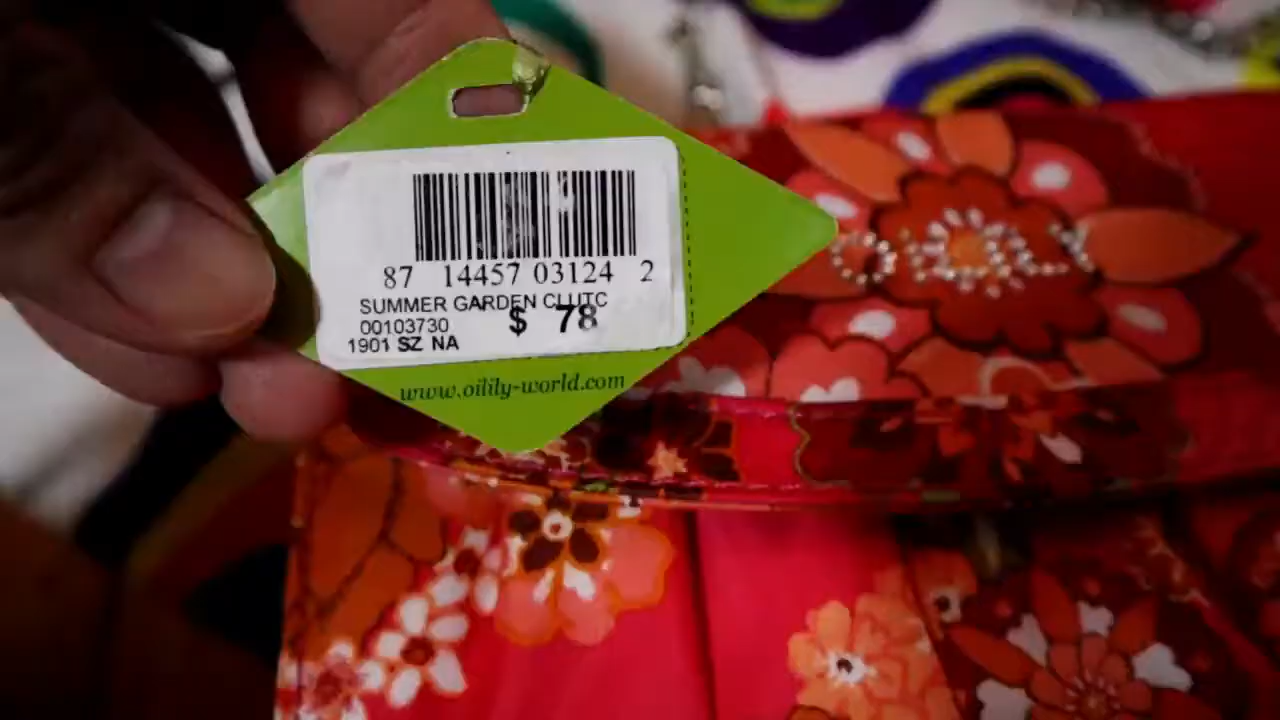 87 14457 03124 2
SUMMER GARDEN CLUTC
00103730 $ 78
1901 SZ NA
www.oilily-world.com